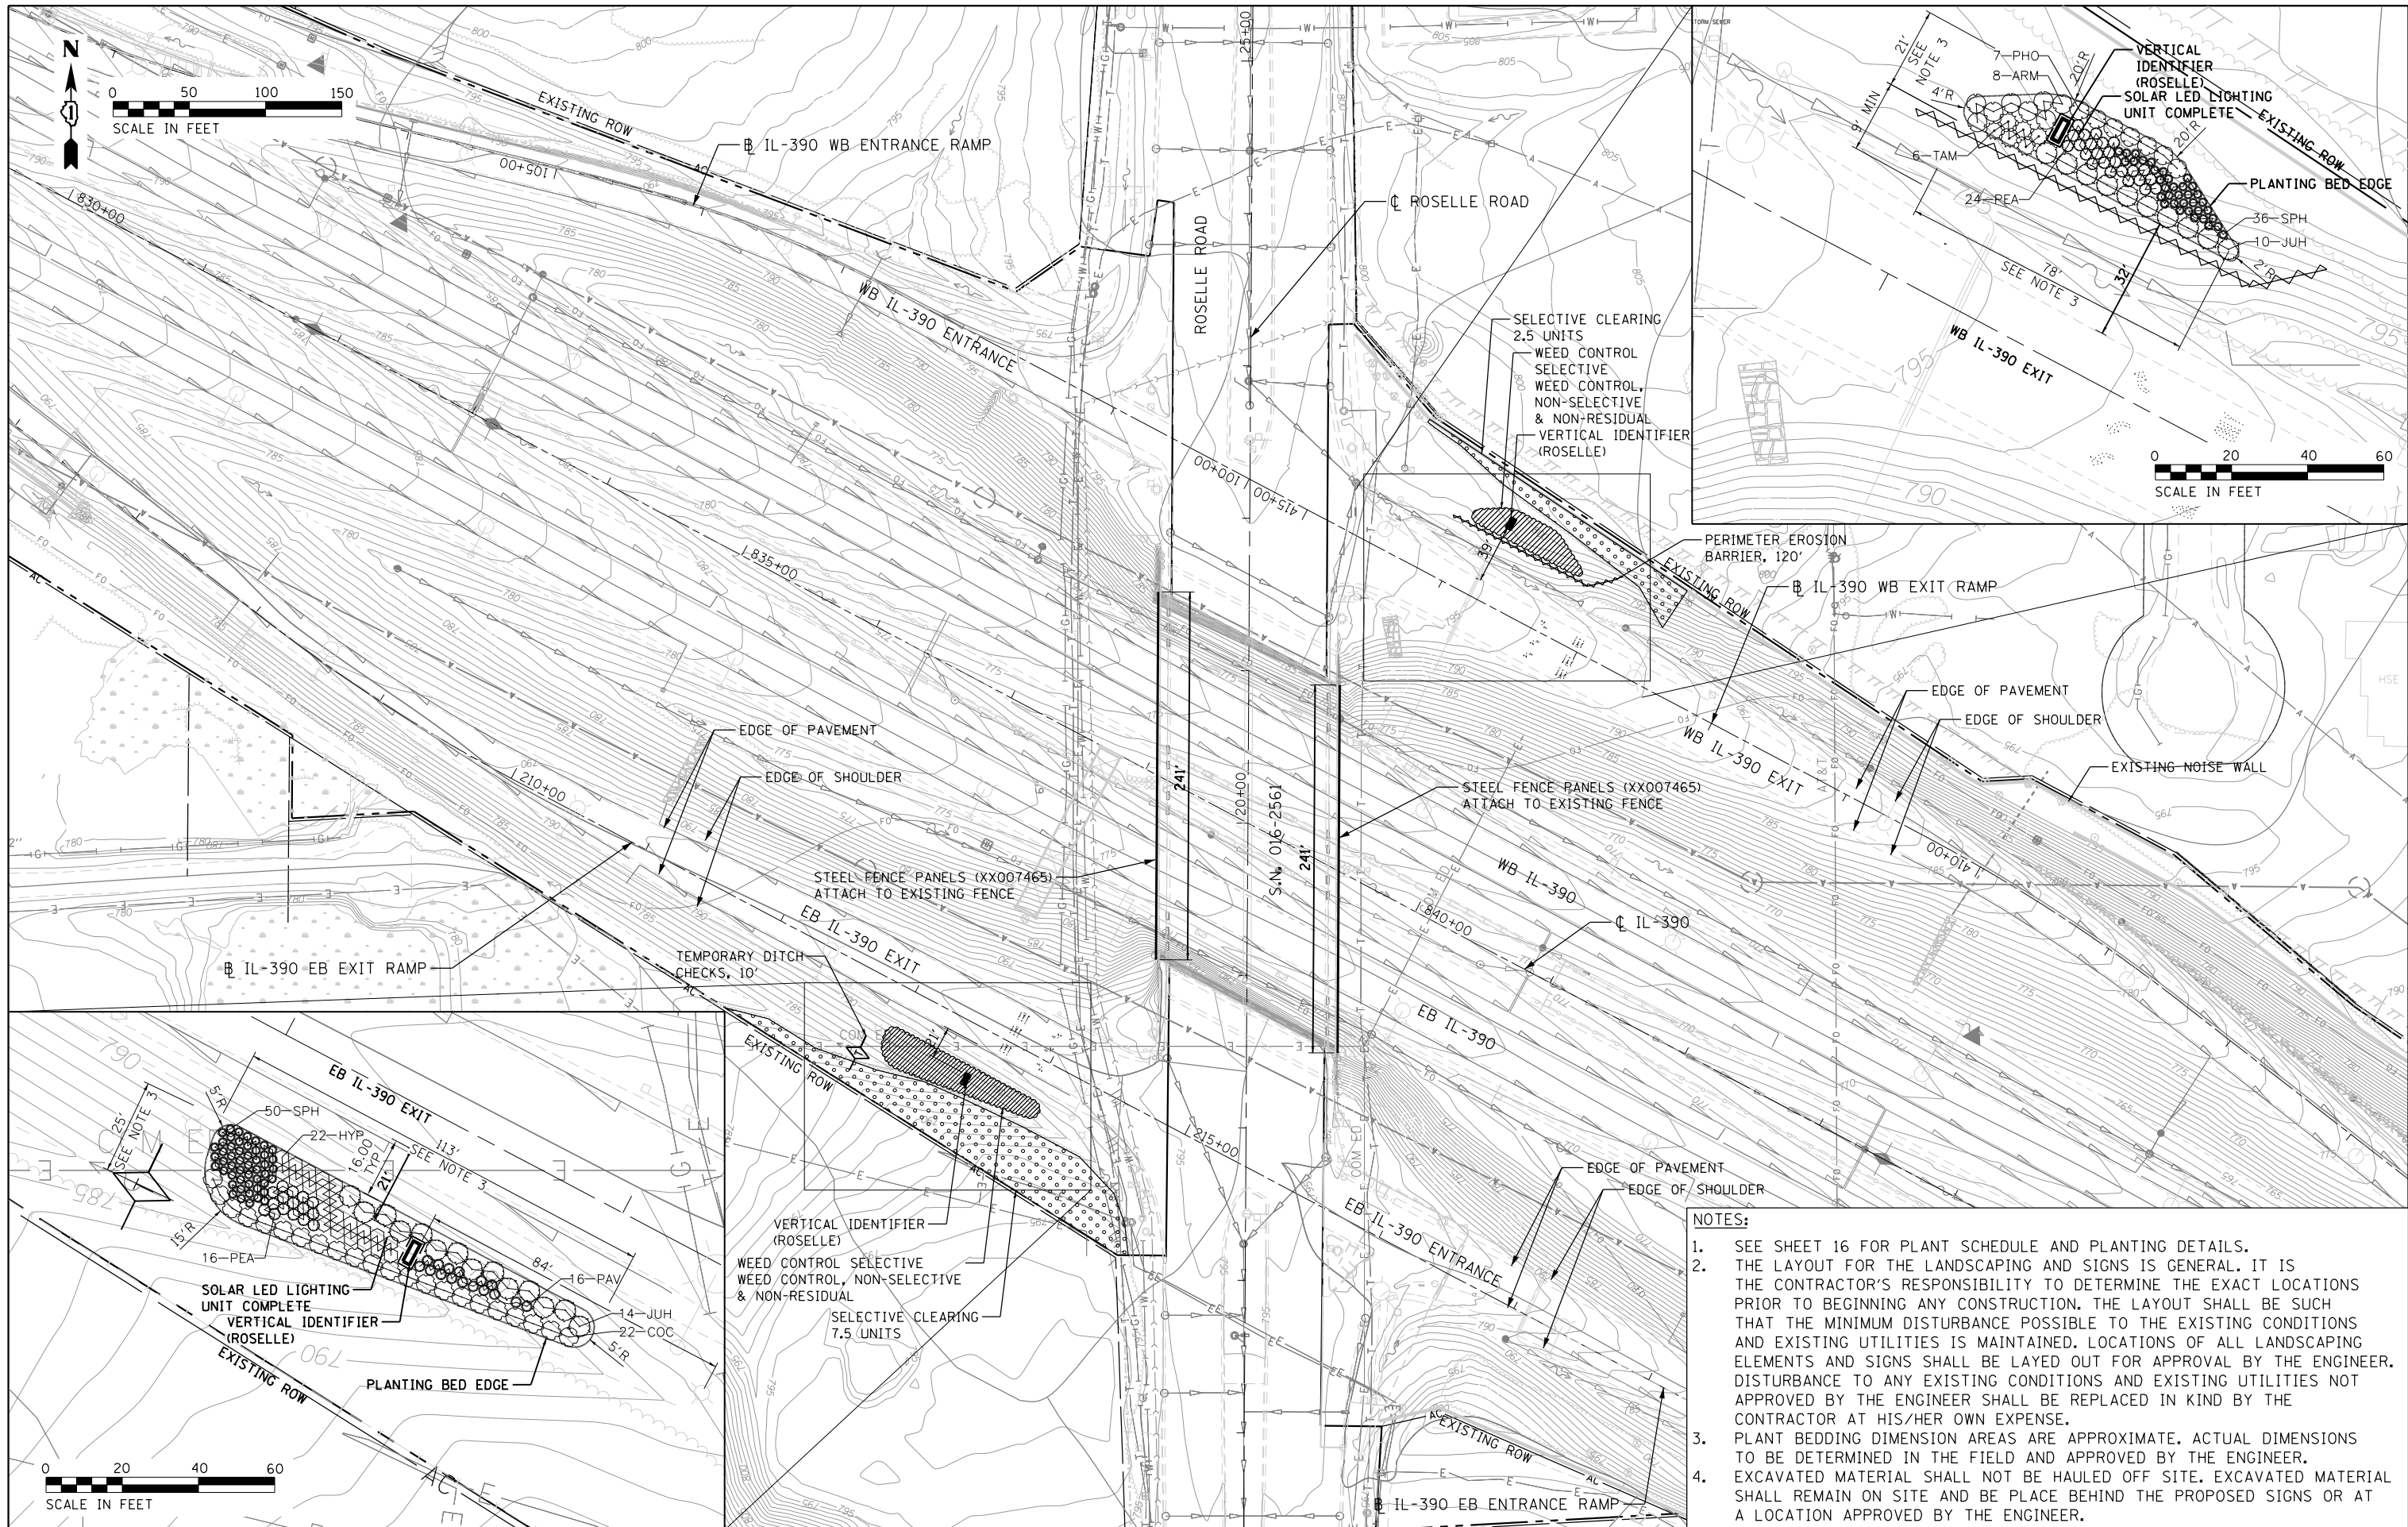 N
0 50 100 150
SCALE IN FEET
EXISTING ROW
B IL-390 WB ENTRANCE RAMP
105+00
830+00
WB IL-390 ENTRANCE
ROSELLE ROAD
25+00
℄ ROSELLE ROAD
SELECTIVE CLEARING
2.5 UNITS
WEED CONTROL
SELECTIVE
WEED CONTROL,
NON-SELECTIVE
& NON-RESIDUAL
VERTICAL IDENTIFIER
(ROSELLE)
100+00
415+00
39'
PERIMETER EROSION
BARRIER, 120'
EXISTING ROW
B IL-390 WB EXIT RAMP
835+00
EDGE OF PAVEMENT
EDGE OF SHOULDER
WB IL-390 EXIT
EXISTING NOISE WALL
HSE
AT&T
410+00
210+00
EDGE OF PAVEMENT
EDGE OF SHOULDER
241'
20+00
S.N. 016-2561
241'
STEEL FENCE PANELS (XX007465)
ATTACH TO EXISTING FENCE
STEEL FENCE PANELS (XX007465)
ATTACH TO EXISTING FENCE
WB IL-390
840+00
℄ IL-390
EB IL-390
EB IL-390 EXIT
B IL-390 EB EXIT RAMP
TEMPORARY DITCH
CHECKS, 10'
COM ED
EXISTING ROW
21'
215+00
EB IL-390 ENTRANCE
EDGE OF PAVEMENT
EDGE OF SHOULDER
VERTICAL IDENTIFIER
(ROSELLE)
WEED CONTROL SELECTIVE
WEED CONTROL, NON-SELECTIVE
& NON-RESIDUAL
SELECTIVE CLEARING
7.5 UNITS
EXISTING ROW
B IL-390 EB ENTRANCE RAMP
STORM SEWER
21'
SEE
NOTE 3
9' MIN
4'R
7-PHO
8-ARM
20'R
VERTICAL
IDENTIFIER
(ROSELLE)
SOLAR LED LIGHTING
UNIT COMPLETE
EXISTING ROW
20'R
6-TAM
24-PEA
PLANTING BED EDGE
36-SPH
10-JUH
2'R
78'
SEE NOTE 3
32'
WB IL-390 EXIT
795
790
0 20 40 60
SCALE IN FEET
790
785
25'
SEE NOTE 3
5'R
EB IL-390 EXIT
50-SPH
22-HYP
16.00
TYP
21'
113'
SEE NOTE 3
15'R
16-PEA
84'
16-PAV
SOLAR LED LIGHTING
UNIT COMPLETE
VERTICAL IDENTIFIER
(ROSELLE)
14-JUH
22-COC
5'R
EXISTING ROW
790
PLANTING BED EDGE
0 20 40 60
SCALE IN FEET
NOTES:
1. SEE SHEET 16 FOR PLANT SCHEDULE AND PLANTING DETAILS.
2. THE LAYOUT FOR THE LANDSCAPING AND SIGNS IS GENERAL. IT IS
THE CONTRACTOR'S RESPONSIBILITY TO DETERMINE THE EXACT LOCATIONS
PRIOR TO BEGINNING ANY CONSTRUCTION. THE LAYOUT SHALL BE SUCH
THAT THE MINIMUM DISTURBANCE POSSIBLE TO THE EXISTING CONDITIONS
AND EXISTING UTILITIES IS MAINTAINED. LOCATIONS OF ALL LANDSCAPING
ELEMENTS AND SIGNS SHALL BE LAYED OUT FOR APPROVAL BY THE ENGINEER.
DISTURBANCE TO ANY EXISTING CONDITIONS AND EXISTING UTILITIES NOT
APPROVED BY THE ENGINEER SHALL BE REPLACED IN KIND BY THE
CONTRACTOR AT HIS/HER OWN EXPENSE.
3. PLANT BEDDING DIMENSION AREAS ARE APPROXIMATE. ACTUAL DIMENSIONS
TO BE DETERMINED IN THE FIELD AND APPROVED BY THE ENGINEER.
4. EXCAVATED MATERIAL SHALL NOT BE HAULED OFF SITE. EXCAVATED MATERIAL
SHALL REMAIN ON SITE AND BE PLACE BEHIND THE PROPOSED SIGNS OR AT
A LOCATION APPROVED BY THE ENGINEER.